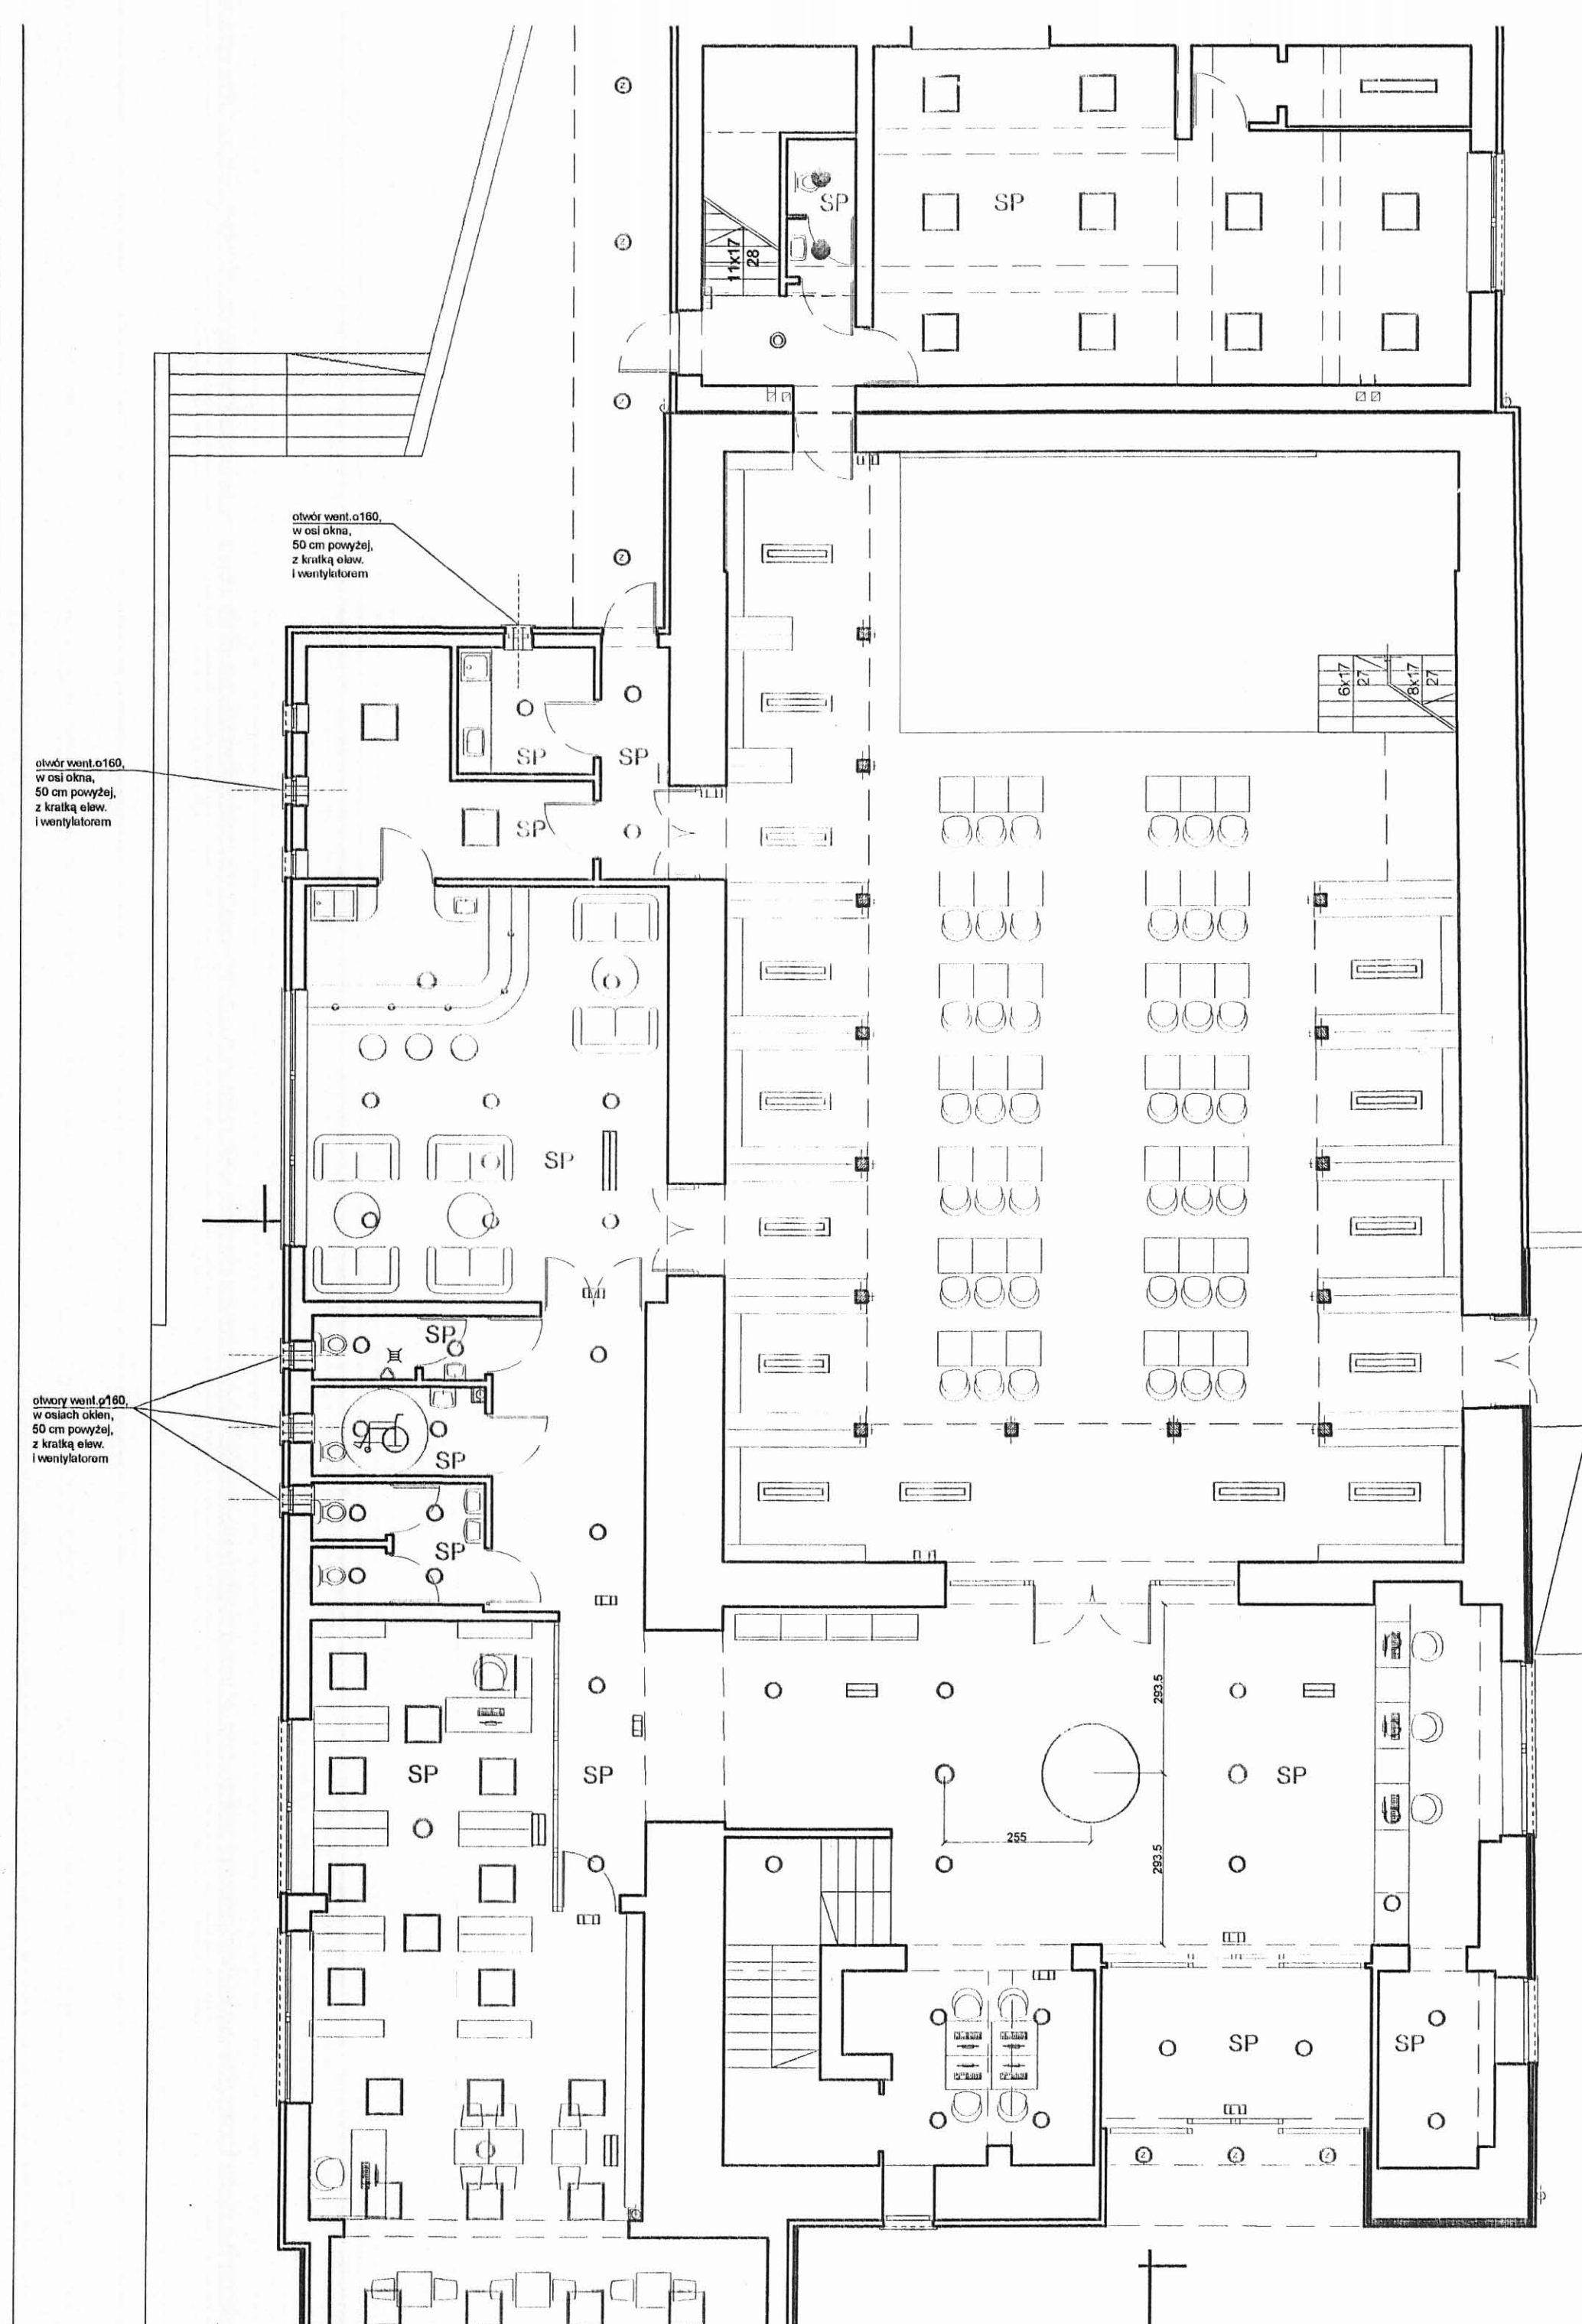 Z
SP
SP
11x17
28
Z
Z
otwór went.ø160,
w osi okna,
50 cm powyżej,
z kratką elew.
i wentylatorem
Z
6x17
27
8x17
27
SP
SP
otwór went.ø160,
w osi okna,
50 cm powyżej,
z kratką elew.
i wentylatorem
SP
SP
SP
otwory went.ø160,
w osiach okien,
50 cm powyżej,
z kratką elew.
i wentylatorem
SP
SP
293.5
SP
SP
SP
255
293.5
SP
SP
Z
Z
Z